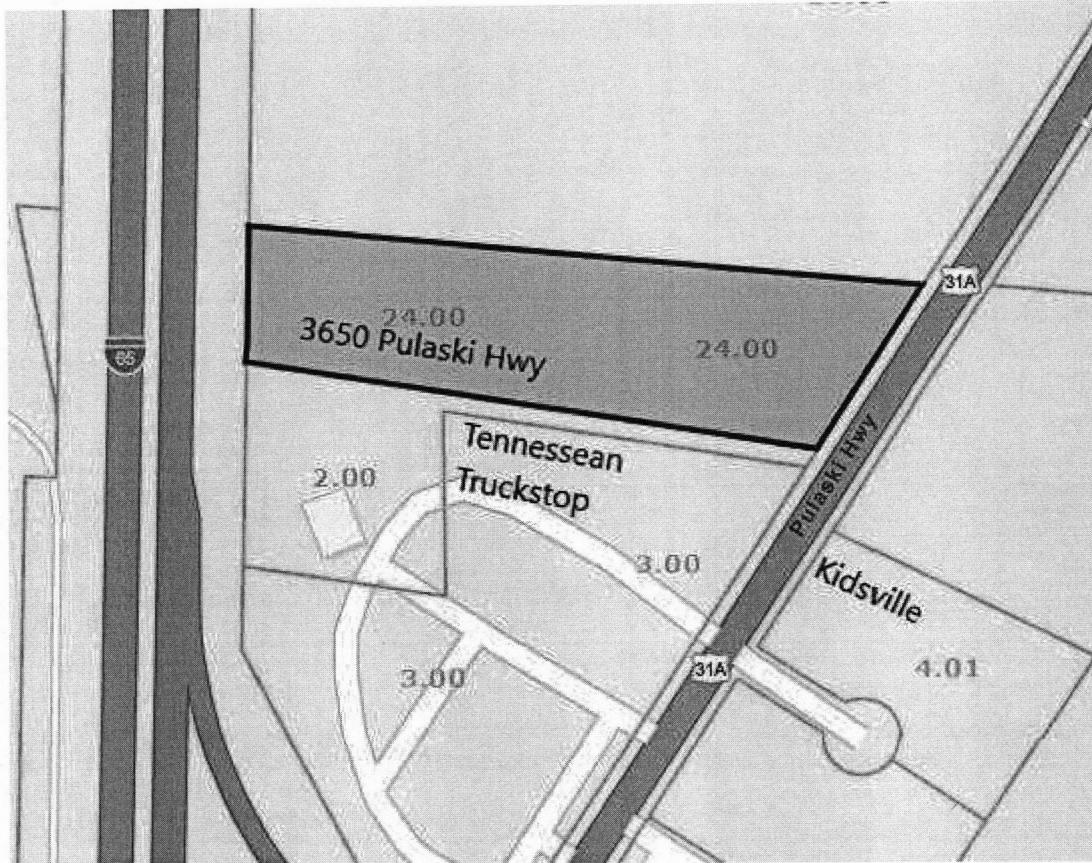 31A
24.00
3650 Pulaski Hwy
24.00
65
Pulaski Hwy
Tennessean
Truckstop
2.00
3.00
Kidsville
31A
4.01
3.00